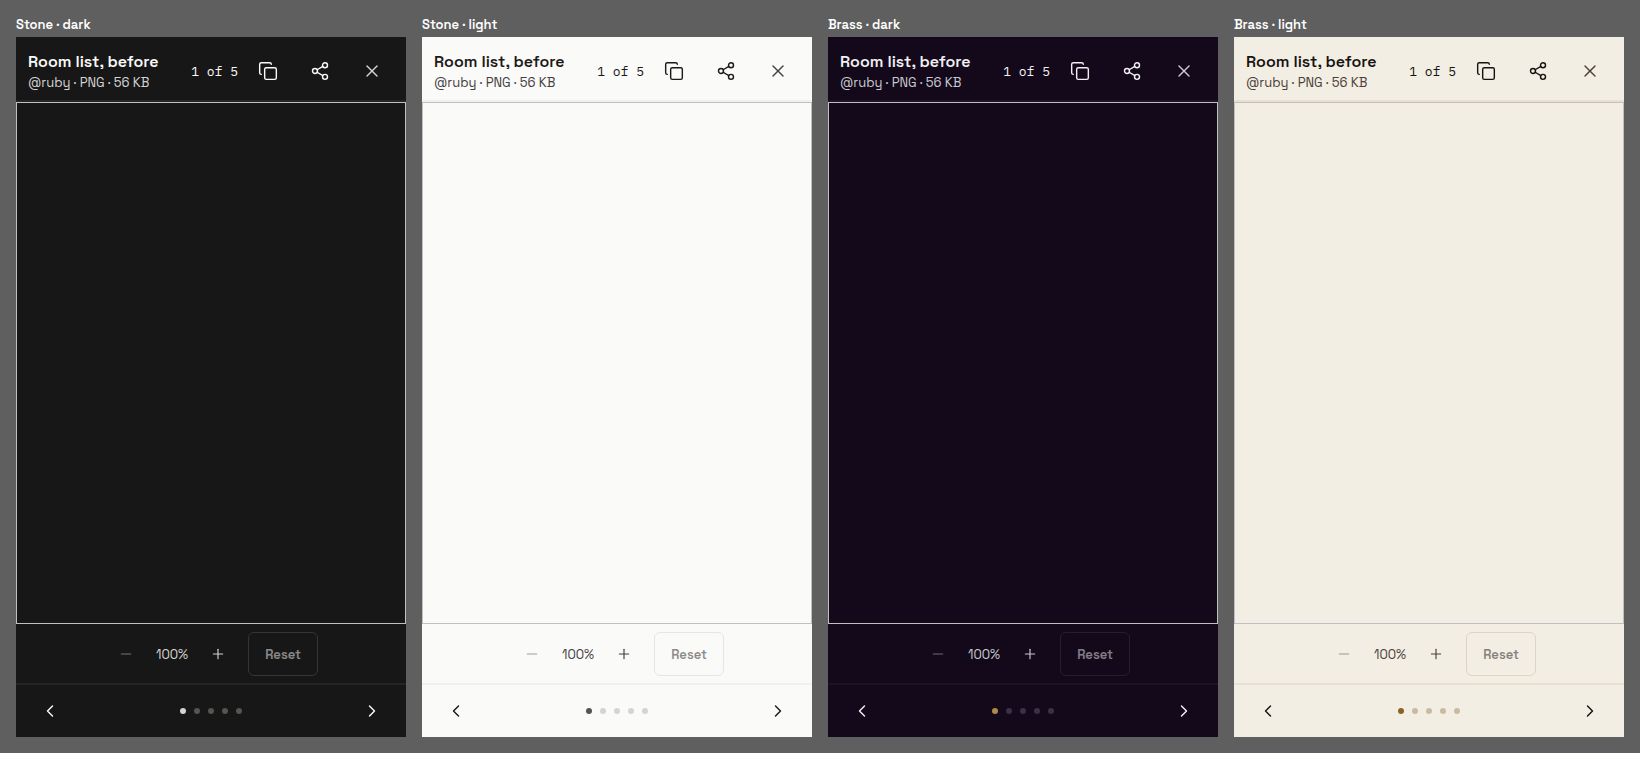 Stone · dark
Room list, before
@ruby · PNG · 56 KB
1 of 5
100%
Reset
Stone · light
Room list, before
@ruby · PNG · 56 KB
1 of 5
100%
Reset
Brass · dark
Room list, before
@ruby · PNG · 56 KB
1 of 5
100%
Reset
Brass · light
Room list, before
@ruby · PNG · 56 KB
1 of 5
100%
Reset